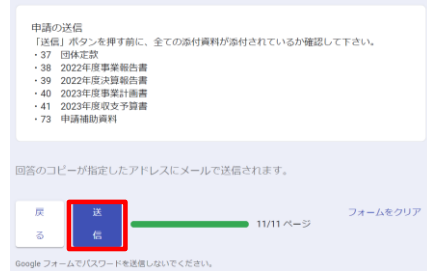 申請の送信
「送信」ボタンを押す前に、全ての添付資料が添付されているか確認して下さい。
・37　団体定款
・38　2022年度事業報告書
・39　2022年度決算報告書
・40　2023年度事業計画書
・41　2023年度収支予算書
・73　申請補助資料
回答のコピーが指定したアドレスにメールで送信されます。
戻る
送信
11/11 ページ
フォームをクリア
Google フォームでパスワードを送信しないでください。